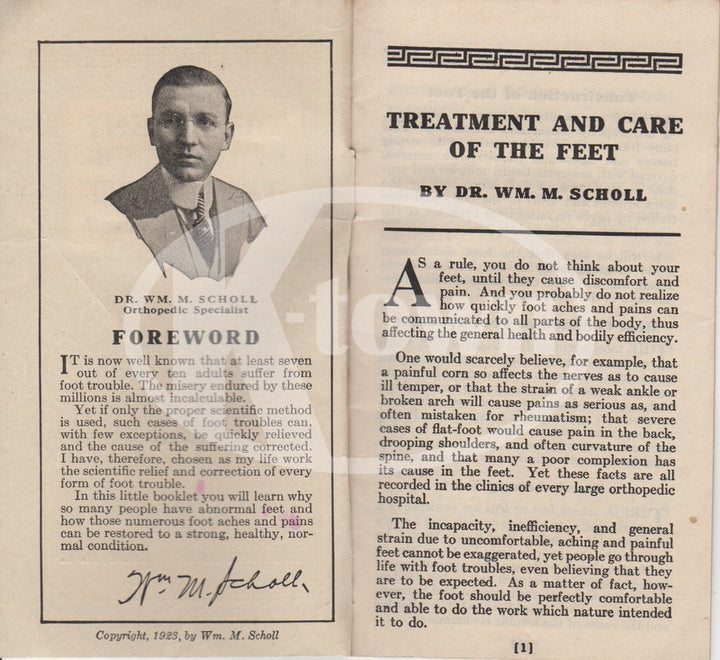 DR. WM. M. SCHOLL
Orthopedic Specialist
FOREWORD
IT is now well known that at least seven
out of every ten adults suffer from
foot trouble. The misery endured by these
millions is almost incalculable.
Yet if only the proper scientific method
is used, such cases of foot troubles can,
with few exceptions, be quickly relieved
and the cause of the suffering corrected.
I have, therefore, chosen as my life work
the scientific relief and correction of every
form of foot trouble.
In this little booklet you will learn why
so many people have abnormal feet and
how those numerous foot aches and pains
can be restored to a strong, healthy, nor-
mal condition.
Wm M. Scholl.
Copyright, 1923, by Wm. M. Scholl
TREATMENT AND CARE
OF THE FEET
BY DR. WM. M. SCHOLL
AS a rule, you do not think about your
feet, until they cause discomfort and
pain. And you probably do not realize
how quickly foot aches and pains can
be communicated to all parts of the body, thus
affecting the general health and bodily efficiency.
One would scarcely believe, for example, that
a painful corn so affects the nerves as to cause
ill temper, or that the strain of a weak ankle or
broken arch will cause pains as serious as, and
often mistaken for rheumatism; that severe
cases of flat-foot would cause pain in the back,
drooping shoulders, and often curvature of the
spine, and that many a poor complexion has
its cause in the feet. Yet these facts are all
recorded in the clinics of every large orthopedic
hospital.
The incapacity, inefficiency, and general
strain due to uncomfortable, aching and painful
feet cannot be exaggerated, yet people go through
life with foot troubles, even believing that they
are to be expected. As a matter of fact, how-
ever, the foot should be perfectly comfortable
and able to do the work which nature intended
it to do.
[1]